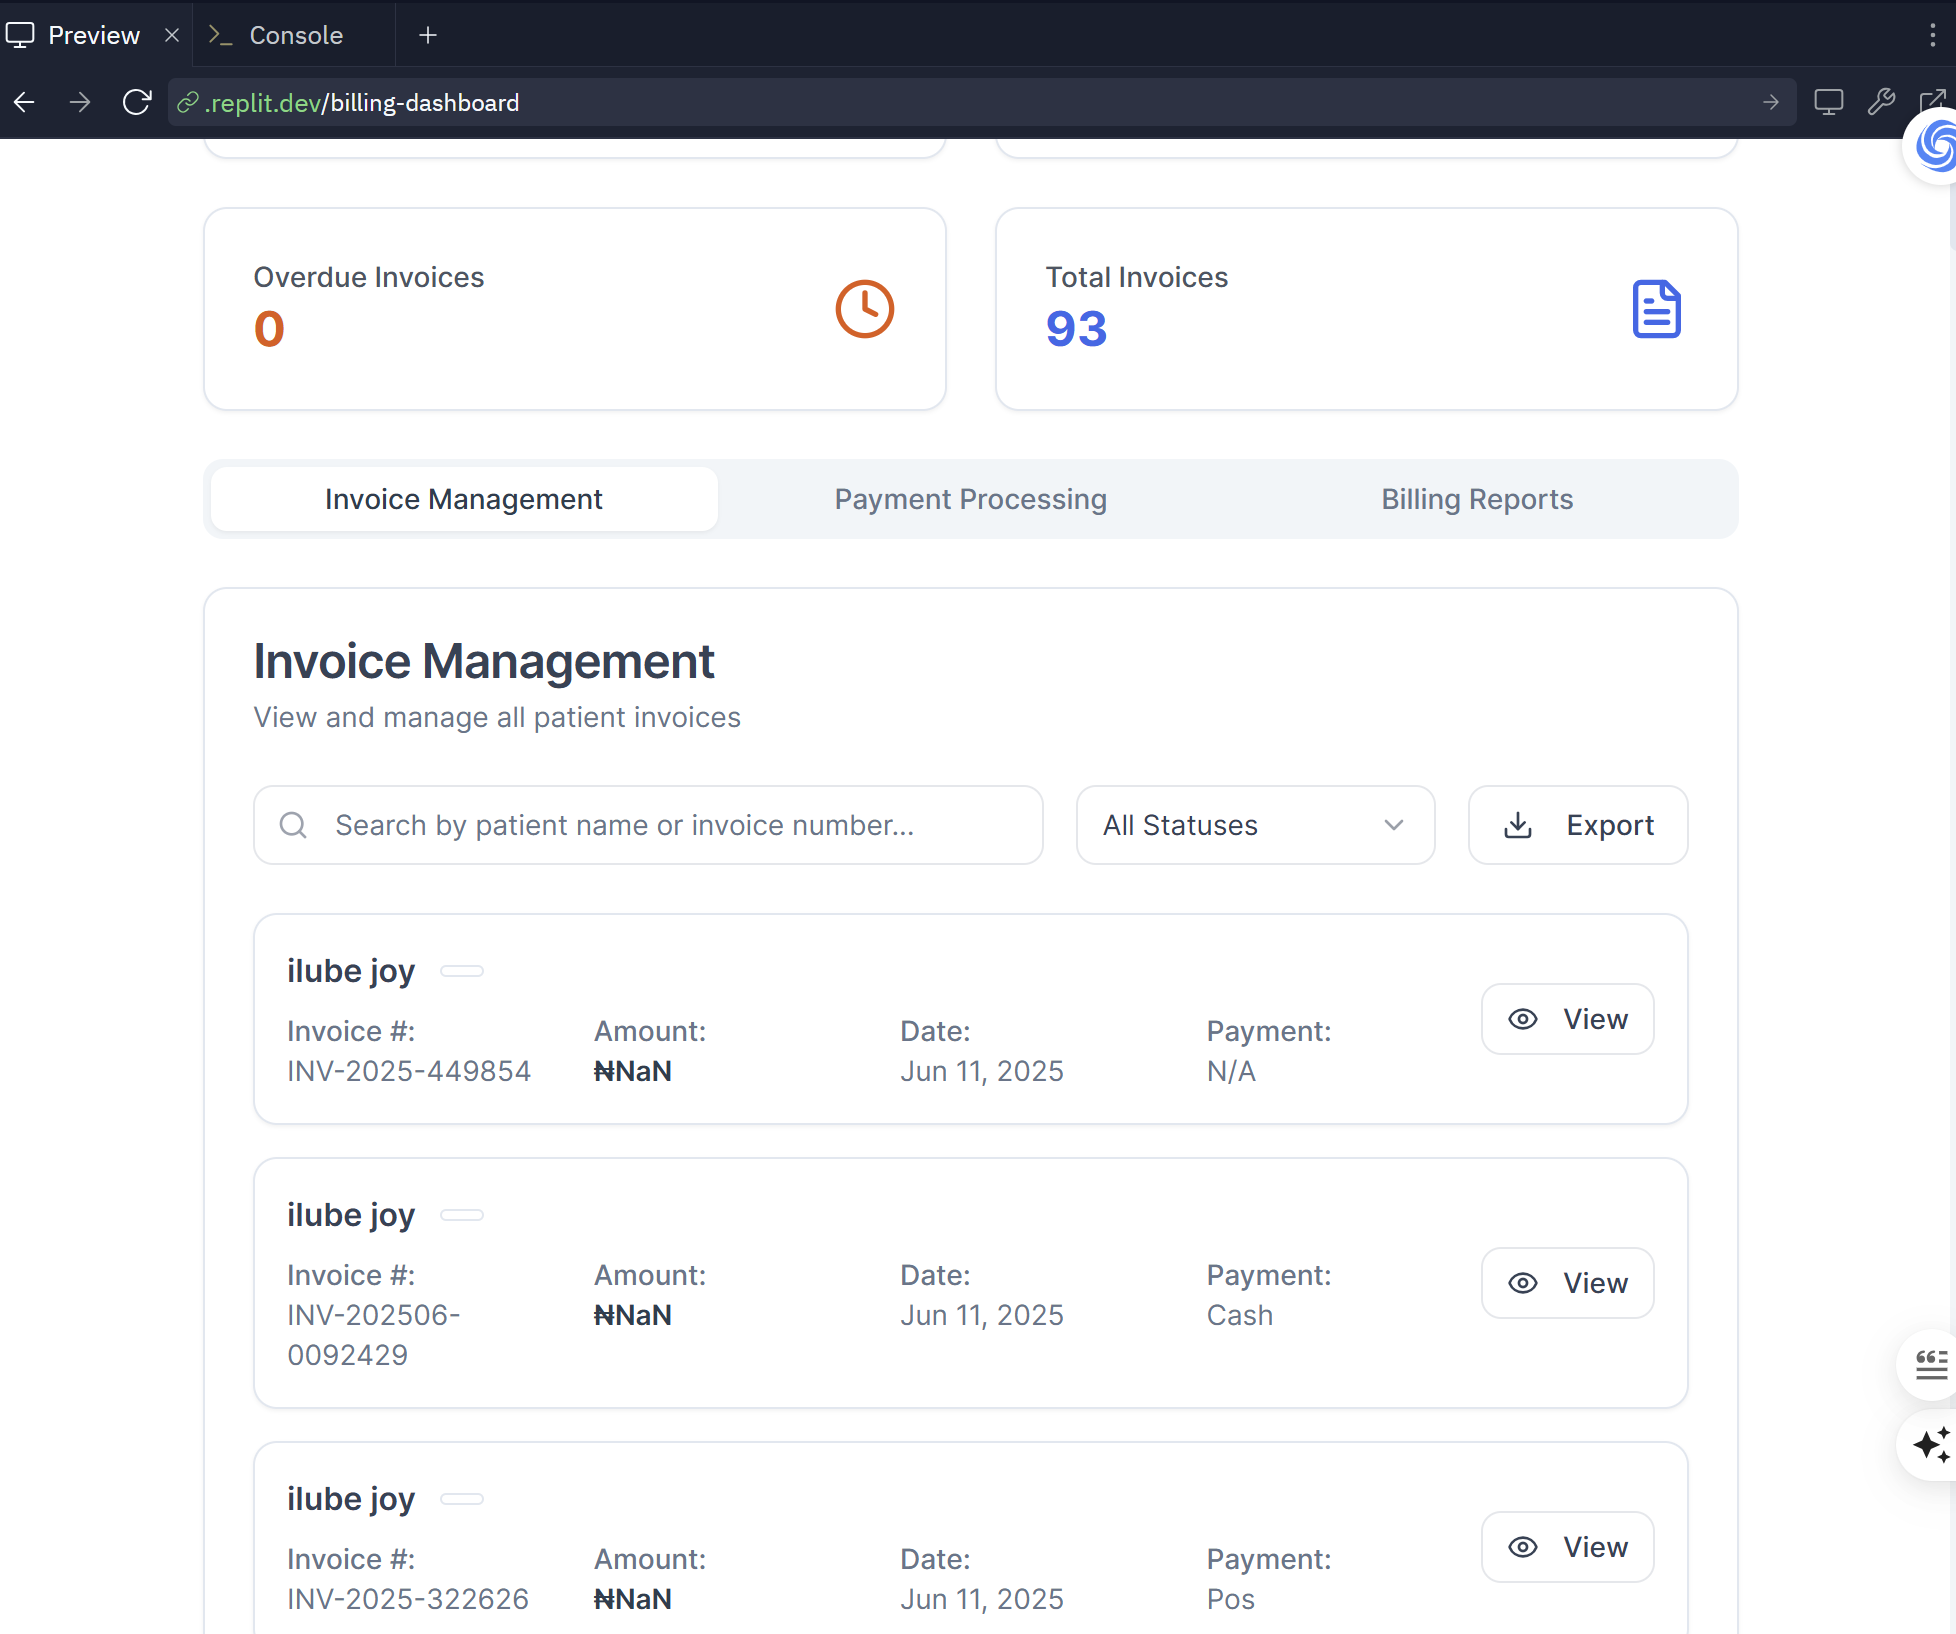 Preview
Console
.replit.dev/billing-dashboard
Overdue Invoices
0
Total Invoices
93
Invoice Management
Payment Processing
Billing Reports
Invoice Management
View and manage all patient invoices
Search by patient name or invoice number...
All Statuses
Export
ilube joy
Invoice #:
INV-2025-449854
Amount:
₦NaN
Date:
Jun 11, 2025
Payment:
N/A
View
ilube joy
Invoice #:
INV-202506-
0092429
Amount:
₦NaN
Date:
Jun 11, 2025
Payment:
Cash
View
ilube joy
Invoice #:
INV-2025-322626
Amount:
₦NaN
Date:
Jun 11, 2025
Payment:
Pos
View